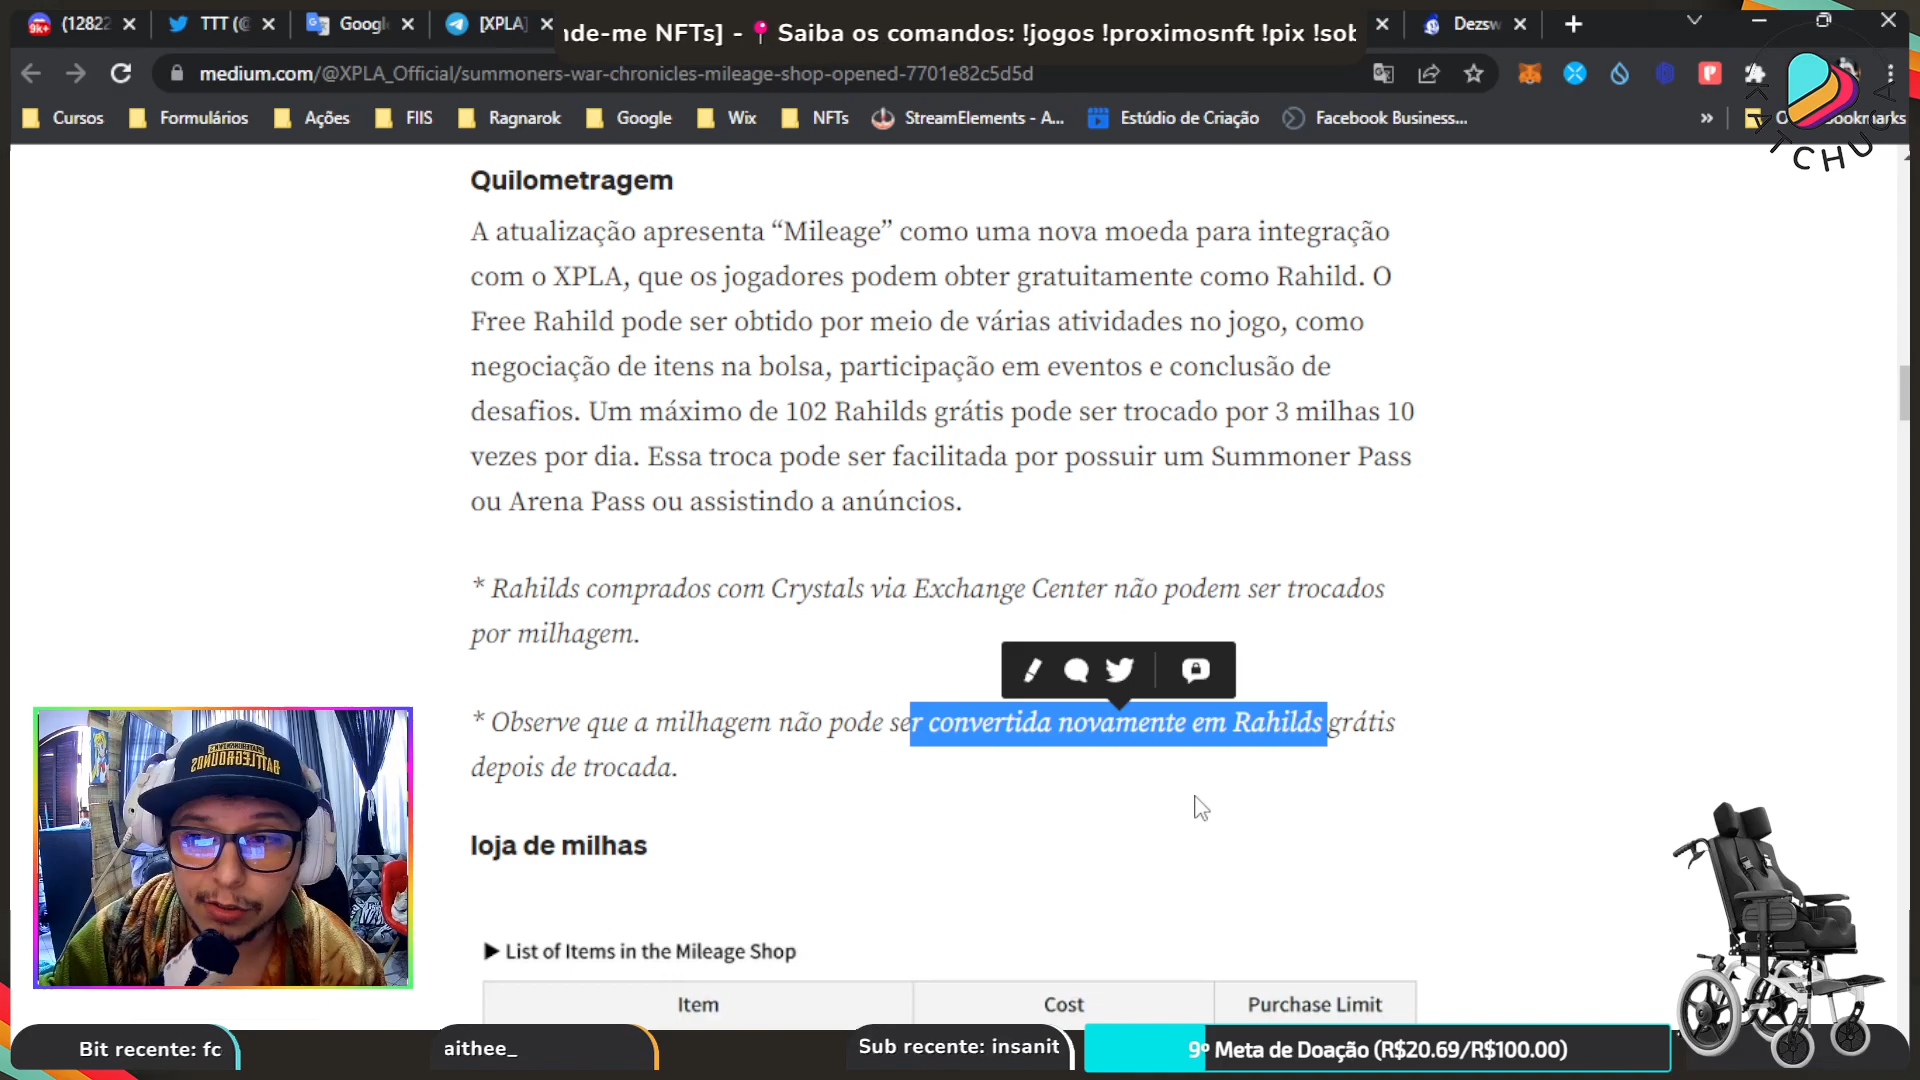 (12822
TTT (@
Googl
[XPLA]
nde-me NFTs] - Saiba os comandos: !jogos !proximosnft !pix !sob
Dezsw
medium.com/@XPLA_Official/summoners-war-chronicles-mileage-shop-opened-7701e82c5d5d
Cursos
Formulários
Ações
FIIS
Ragnarok
Google
Wix
NFTs
StreamElements - A...
Estúdio de Criação
Facebook Business...
»
Bookmarks
KATCHUSA
Quilometragem
A atualização apresenta “Mileage” como uma nova moeda para integração
com o XPLA, que os jogadores podem obter gratuitamente como Rahild. O
Free Rahild pode ser obtido por meio de várias atividades no jogo, como
negociação de itens na bolsa, participação em eventos e conclusão de
desafios. Um máximo de 102 Rahilds grátis pode ser trocado por 3 milhas 10
vezes por dia. Essa troca pode ser facilitada por possuir um Summoner Pass
ou Arena Pass ou assistindo a anúncios.
* Rahilds comprados com Crystals via Exchange Center não podem ser trocados
por milhagem.
* Observe que a milhagem não pode ser convertida novamente em Rahilds grátis
depois de trocada.
loja de milhas
▶ List of Items in the Mileage Shop
Item
Cost
Purchase Limit
BATTLEGROUNDS
Bit recente: fc
aithee_
Sub recente: insanit
9º Meta de Doação (R$20.69/R$100.00)